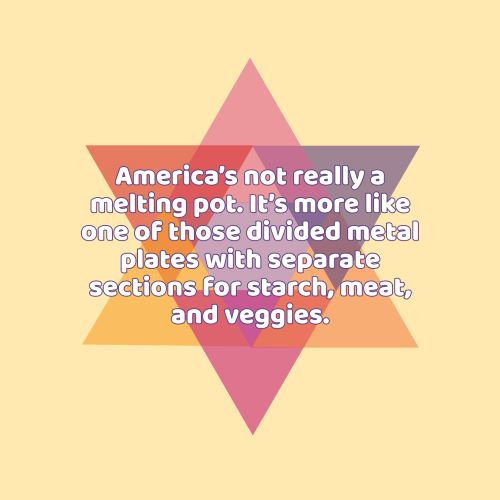 America’s not really a
melting pot. It’s more like
one of those divided metal
plates with separate
sections for starch, meat,
and veggies.